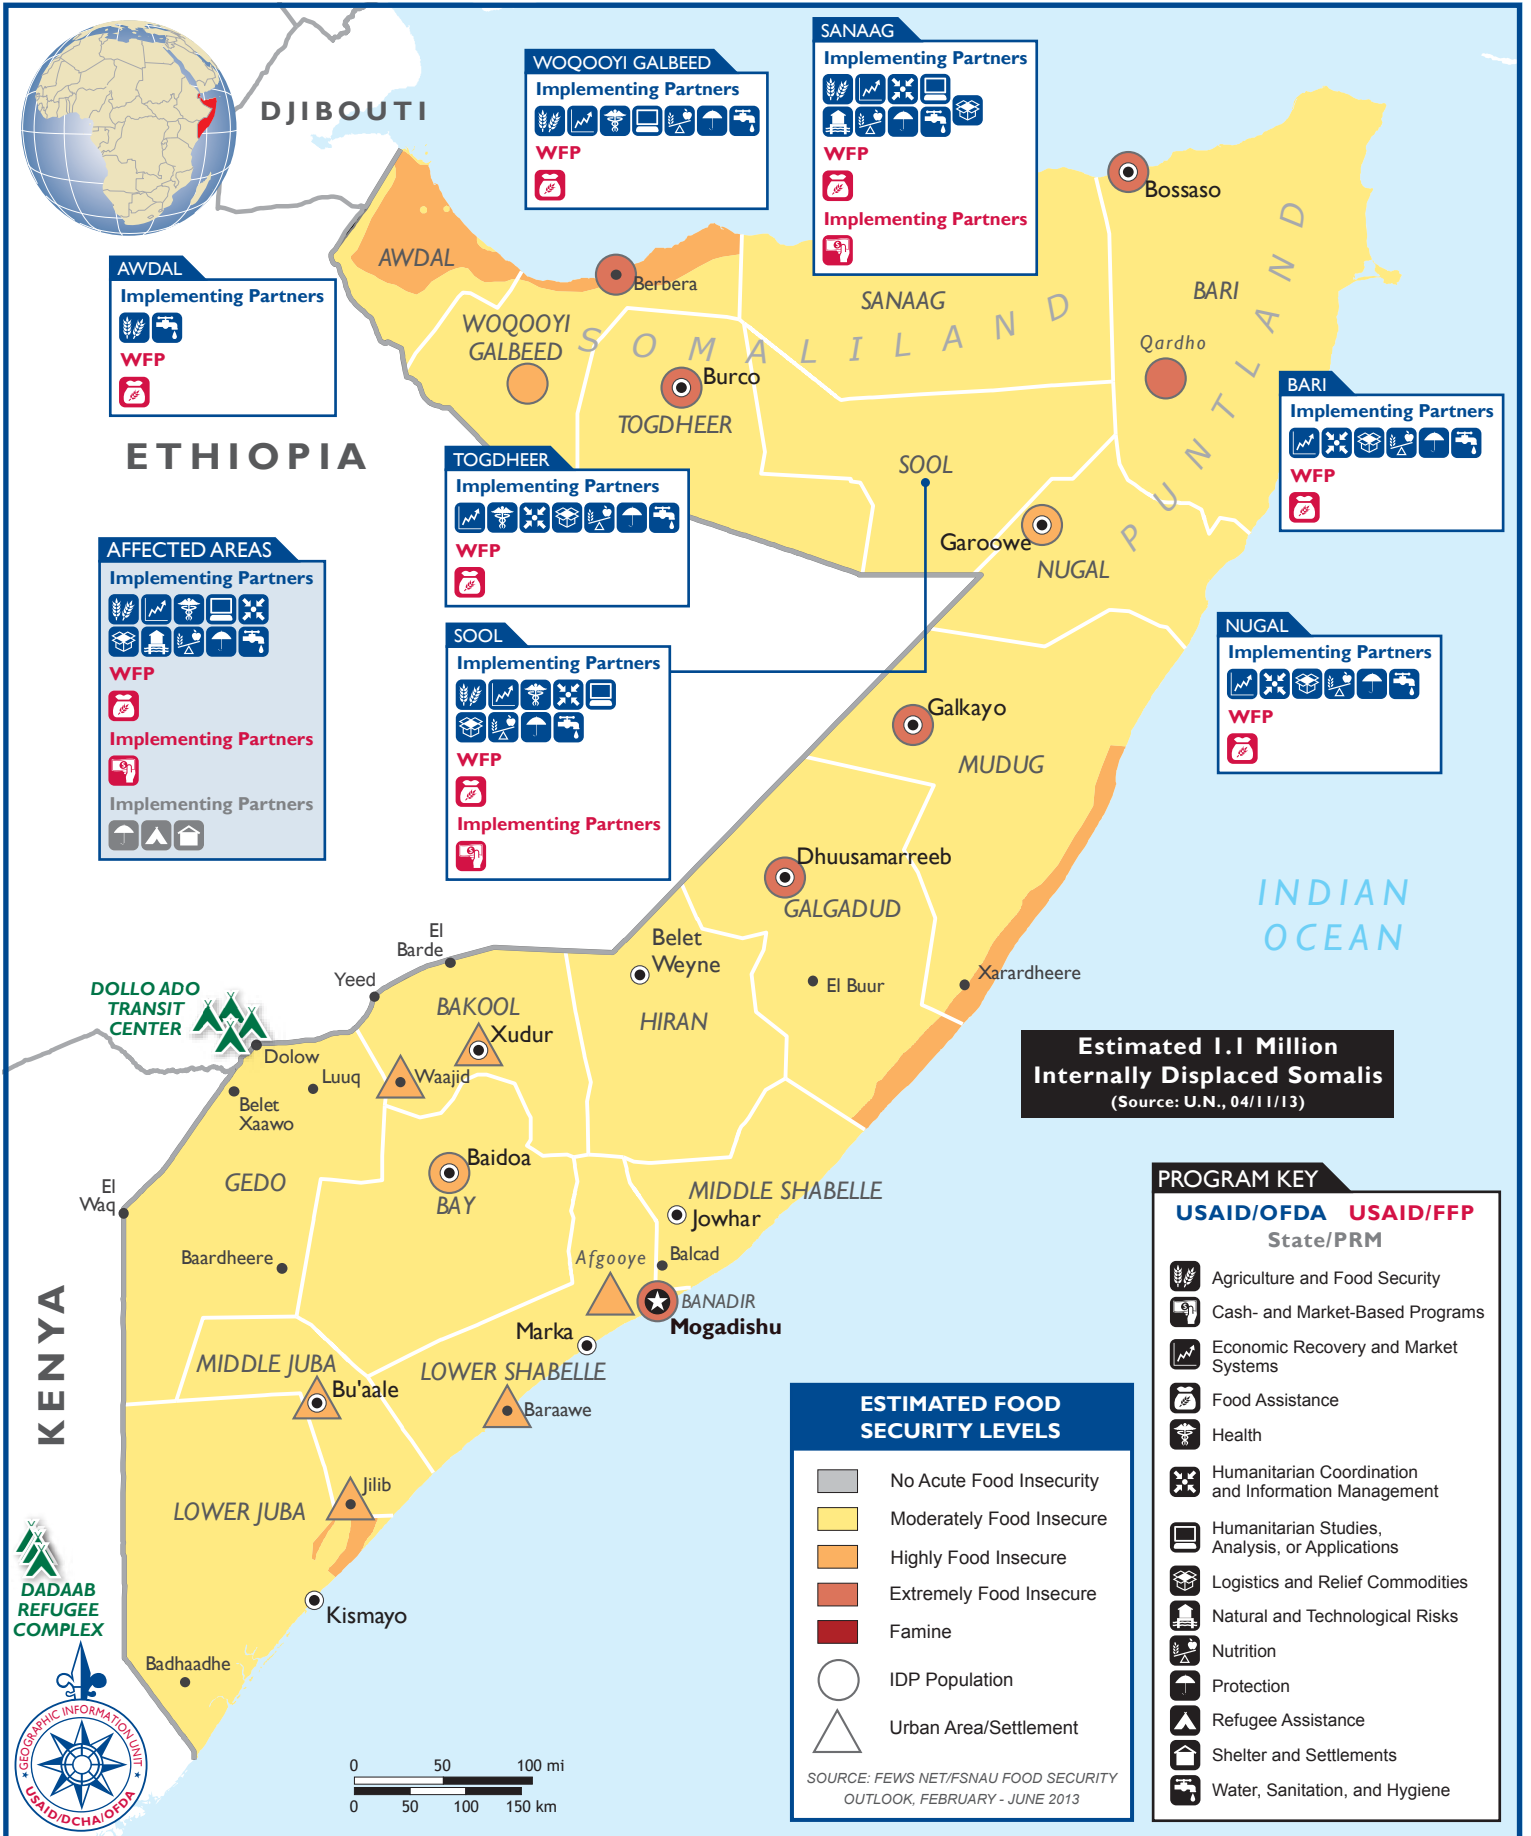 DJIBOUTI
ETHIOPIA
KENYA
INDIAN
OCEAN
SOMALILAND
PUNTLAND
WOQOOYI GALBEED
Implementing Partners
WFP
SANAAG
Implementing Partners
WFP
Implementing Partners
AWDAL
Implementing Partners
WFP
TOGDHEER
Implementing Partners
WFP
SOOL
Implementing Partners
WFP
Implementing Partners
BARI
Implementing Partners
WFP
NUGAL
Implementing Partners
WFP
AFFECTED AREAS
Implementing Partners
WFP
Implementing Partners
Implementing Partners
AWDAL
WOQOOYI
GALBEED
Berbera
Burco
TOGDHEER
SANAAG
SOOL
Bossaso
BARI
Qardho
Garoowe
NUGAL
Galkayo
MUDUG
Dhuusamarreeb
GALGADUD
El Buur
Xarardheere
Belet
Weyne
HIRAN
El
Barde
Yeed
BAKOOL
Xudur
Waajid
DOLLO ADO
TRANSIT
CENTER
Dolow
Luuq
Belet
Xaawo
GEDO
El
Waq
Baardheere
Baidoa
BAY
MIDDLE SHABELLE
Jowhar
Balcad
Afgooye
BANADIR
Mogadishu
Marka
LOWER SHABELLE
Baraawe
MIDDLE JUBA
Bu'aale
Jilib
LOWER JUBA
Kismayo
Badhaadhe
DADAAB
REFUGEE
COMPLEX
GEOGRAPHIC INFORMATION UNIT
USAID/DCHA/OFDA
0 50 100 mi
0 50 100 150 km
Estimated 1.1 Million
Internally Displaced Somalis
(Source: U.N., 04/11/13)
ESTIMATED FOOD
SECURITY LEVELS
No Acute Food Insecurity
Moderately Food Insecure
Highly Food Insecure
Extremely Food Insecure
Famine
IDP Population
Urban Area/Settlement
SOURCE: FEWS NET/FSNAU FOOD SECURITY
OUTLOOK, FEBRUARY - JUNE 2013
PROGRAM KEY
USAID/OFDA USAID/FFP
State/PRM
Agriculture and Food Security
Cash- and Market-Based Programs
Economic Recovery and Market
Systems
Food Assistance
Health
Humanitarian Coordination
and Information Management
Humanitarian Studies,
Analysis, or Applications
Logistics and Relief Commodities
Natural and Technological Risks
Nutrition
Protection
Refugee Assistance
Shelter and Settlements
Water, Sanitation, and Hygiene